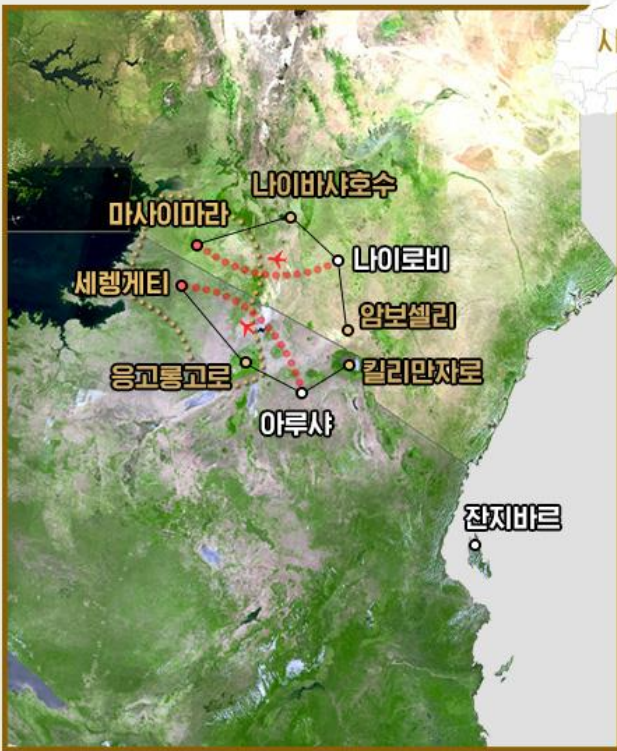 나이바샤호수
마사이마라
나이로비
세렝게티
암보셀리
응고롱고로
킬리만자로
아루샤
잔지바르